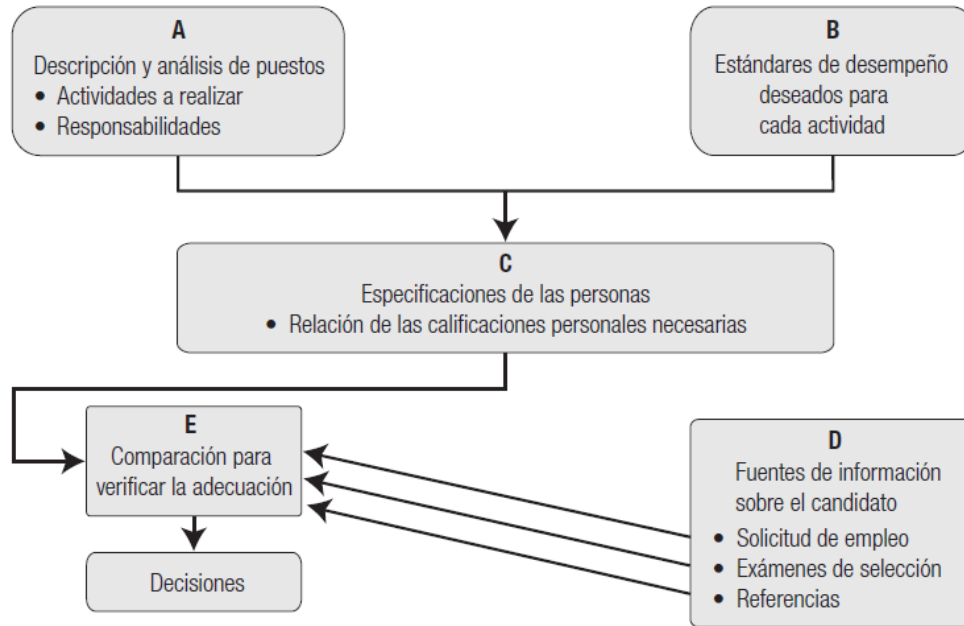 A
Descripción y análisis de puestos
• Actividades a realizar
• Responsabilidades
B
Estándares de desempeño
deseados para
cada actividad
C
Especificaciones de las personas
• Relación de las calificaciones personales necesarias
E
Comparación para
verificar la adecuación
Decisiones
D
Fuentes de información
sobre el candidato
• Solicitud de empleo
• Exámenes de selección
• Referencias